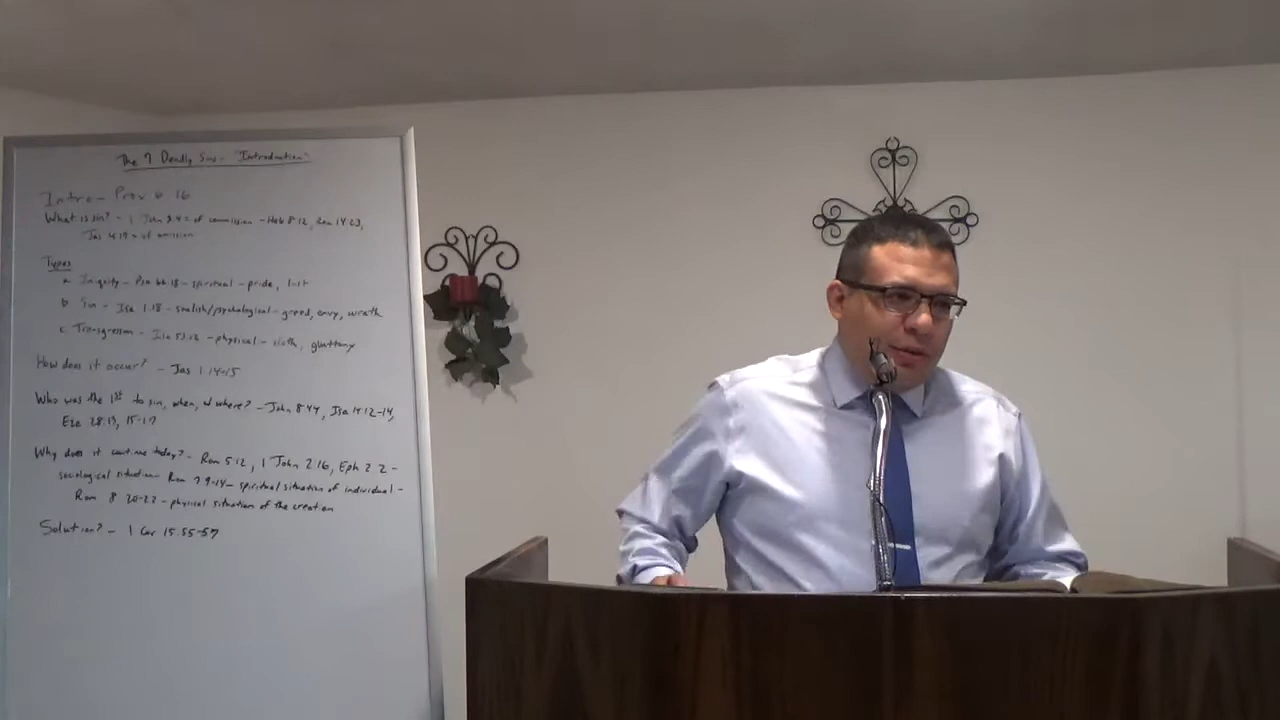 The 7 Deadly Sins - "Introduction"
Intro - Prov 6 16
What is sin? - 1 John 3.4 = of commission - Heb 8:12, Rom 14:23,
Jas 4:17 = of omission
Types
a. Iniquity - Psa 66.18 - spiritual - pride, lust
b. Sin - Isa 1.18 - soulish/psychological - greed, envy, wrath
c. Transgression - Isa 53:12 - physical - sloth, gluttony
How does it occur? - Jas 1.14-15
Who was the 1st to sin, when, where? - John 8:44, Isa 14:12-14,
Eze 28:13, 15-17
Why does it continue today? - Rom 5:12, 1 John 2:16, Eph 2 2 -
sociological situation - Rom 7 9-14 - spiritual situation of individual -
Rom 8 20-22 - physical situation of the creation
Solution? - 1 Cor 15:55-57